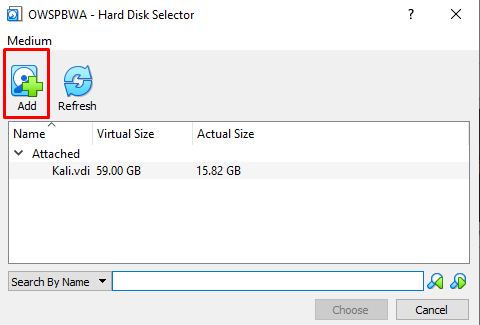 OWSPBWA - Hard Disk Selector
?
Medium
Add Refresh
Name Virtual Size Actual Size
Attached
Kali.vdi 59.00 GB 15.82 GB
Search By Name
Choose Cancel